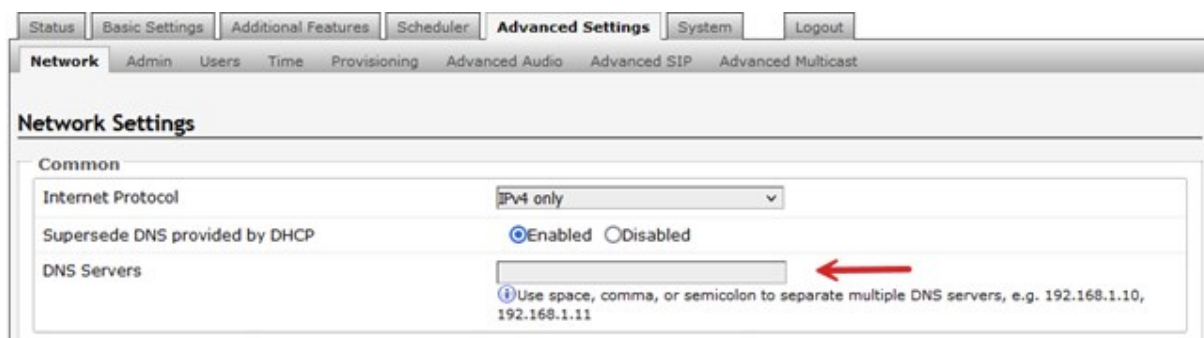 Status Basic Settings Additional Features Scheduler Advanced Settings System Logout
Network Admin Users Time Provisioning Advanced Audio Advanced SIP Advanced Multicast
Network Settings
Common
Internet Protocol IPv4 only
Supersede DNS provided by DHCP Enabled Disabled
DNS Servers
Use space, comma, or semicolon to separate multiple DNS servers, e.g. 192.168.1.10,
192.168.1.11